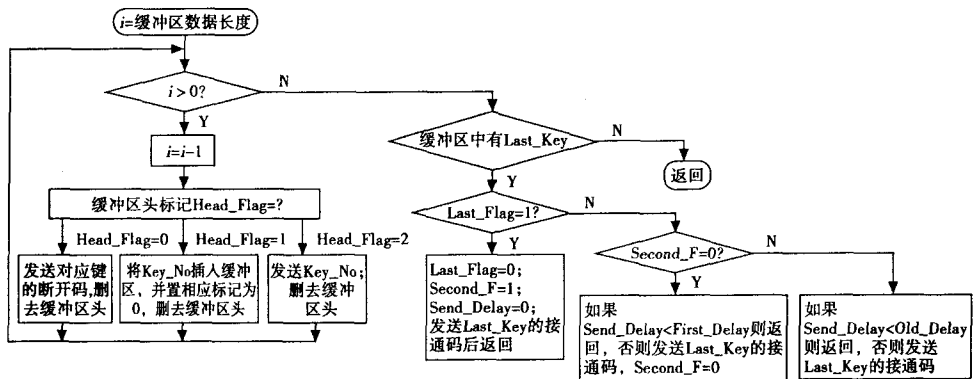 i=缓冲区数据长度
i>0?
N
Y
i=i-1
缓冲区头标记Head_Flag=?
Head_Flag=0
Head_Flag=1
Head_Flag=2
发送对应键
的断开码,删
去缓冲区头
将Key_No插入缓冲
区，并置相应标记为
0，删去缓冲区头
发送Key_No;
删去缓冲
区头
缓冲区中有Last_Key
N
返回
Y
Last_Flag=1?
N
Y
Last_Flag=0;
Second_F=1;
Send_Delay=0;
发送Last_Key的接
通码后返回
Second_F=0?
N
Y
如果
Send_Delay<First_Delay则返
回，否则发送Last_Key的接
通码，Second_F=0
如果
Send_Delay<Old_Delay
则返回，否则发送
Last_Key的接通码